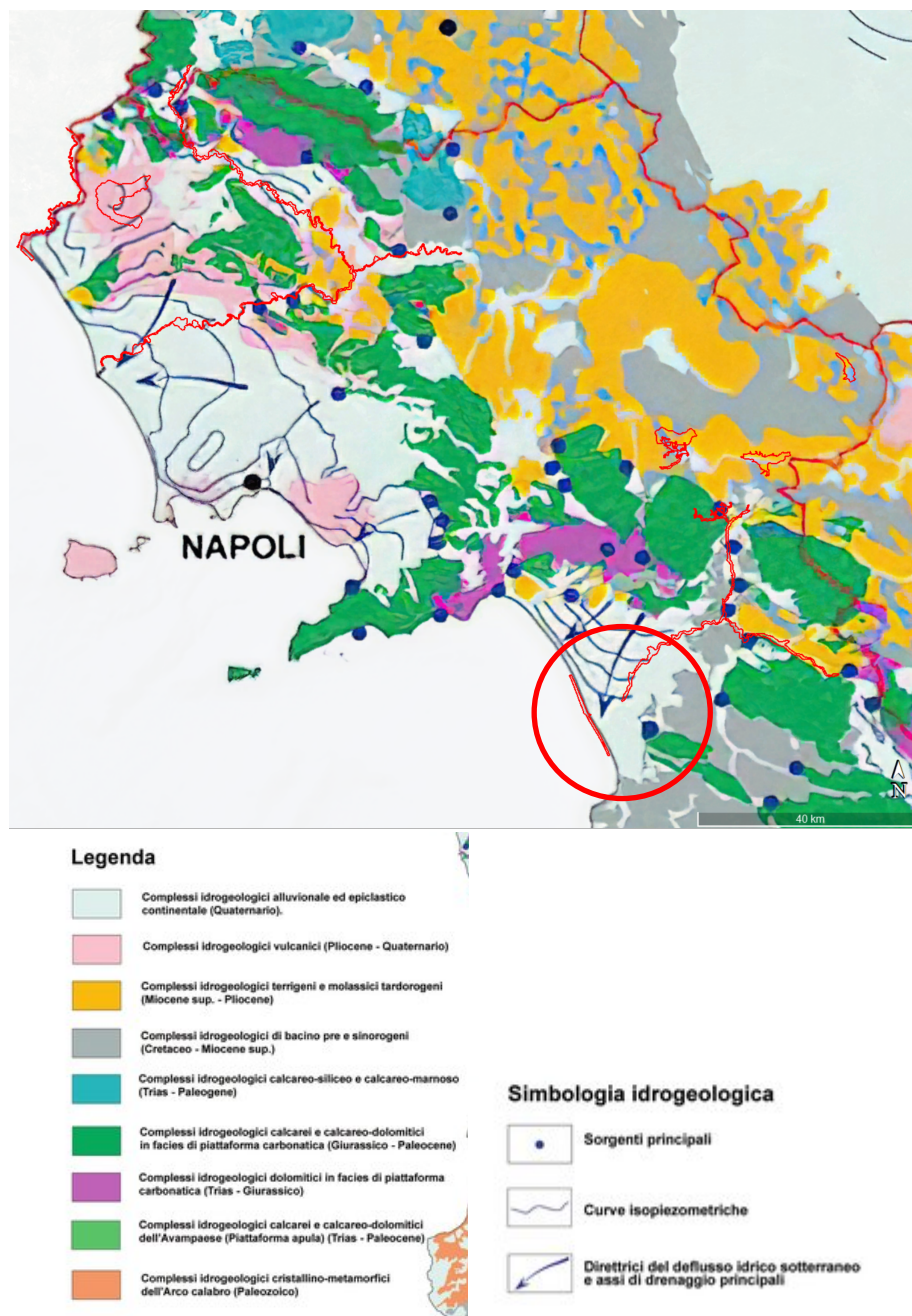 NAPOLI
N
40 km
Legenda
Complessi idrogeologici alluvionale ed epiclastico
continentale (Quaternario).
Complessi idrogeologici vulcanici (Pliocene - Quaternario)
Complessi idrogeologici terrigeni e molassici tardorogeni
(Miocene sup. - Pliocene)
Complessi idrogeologici di bacino pre e sinorogeni
(Cretaceo - Miocene sup.)
Complessi idrogeologici calcareo-siliceo e calcareo-marnoso
(Trias - Paleogene)
Complessi idrogeologici calcarei e calcareo-dolomitici
in facies di piattaforma carbonatica (Giurassico - Paleocene)
Complessi idrogeologici dolomitici in facies di piattaforma
carbonatica (Trias - Giurassico)
Complessi idrogeologici calcarei e calcareo-dolomitici
dell'Avampaese (Piattaforma apula) (Trias - Paleocene)
Complessi idrogeologici cristallino-metamorfici
dell'Arco calabro (Paleozoico)
Simbologia idrogeologica
Sorgenti principali
Curve isopiezometriche
Direttrici del deflusso idrico sotterraneo
e assi di drenaggio principali